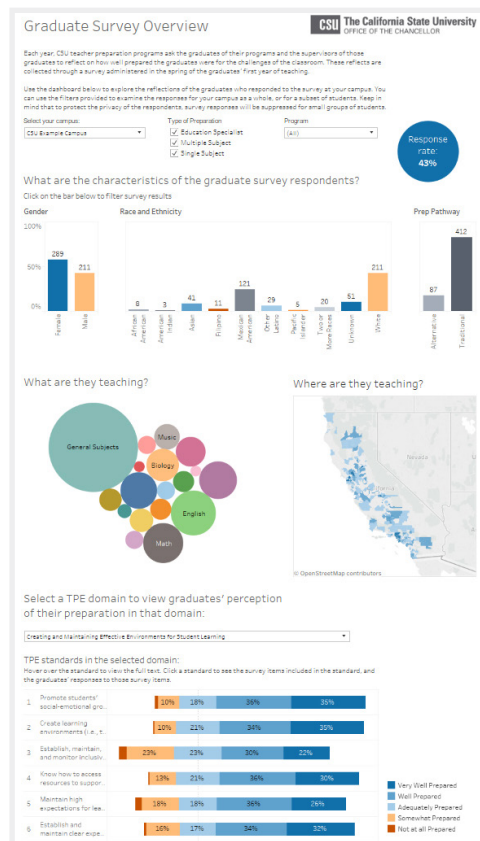 Graduate Survey Overview
CSU The California State University
OFFICE OF THE CHANCELLOR
Each year, CSU teacher preparation programs ask the graduates of their programs and the supervisors of those
graduates to reflect on how well prepared the graduates were for the challenges of the classroom. These reflects are
collected through a survey administered in the spring of the graduates' first year of teaching.
Use the dashboard below to explore the reflections of the graduates who responded to the survey at your campus. You
can use the filters provided to examine the responses for your campus as a whole, or for a subset of students. Keep in
mind that to protect the privacy of the respondents, survey responses will be suppressed for small groups of students.
Select your campus:
CSU Example Campus
Type of Preparation
Education Specialist
Multiple Subject
Single Subject
Program
(All)
Response
rate:
43%
What are the characteristics of the graduate survey respondents?
Click on the bar below to filter survey results
Gender
Race and Ethnicity
Prep Pathway
100%
50%
0%
289
211
8
3
41
11
121
29
5
20
51
211
87
412
Female
Male
African
American
American
Indian
Asian
Filipino
Mexican
American
Other
Latino
Pacific
Islander
Two or
More Races
Unknown
White
Alternative
Traditional
What are they teaching?
Where are they teaching?
General Subjects
Music
Biology
English
Math
Nevada
© OpenStreetMap contributors
Select a TPE domain to view graduates' perception
of their preparation in that domain:
Creating and Maintaining Effective Environments for Student Learning
TPE standards in the selected domain:
Hover over the standard to view the full text. Click a standard to see the survey items included in the standard, and
the graduates' responses to those survey items.
1 Promote students'
social-emotional gro..
10% 18% 36% 35%
2 Create learning
environments (i.e., t..
10% 21% 34% 35%
3 Establish, maintain,
and monitor inclusiv..
23% 23% 30% 22%
4 Know how to access
resources to suppor..
13% 21% 36% 30%
5 Maintain high
expectations for lea..
18% 18% 36% 26%
6 Establish and
maintain clear expe..
16% 17% 34% 32%
Very Well Prepared
Well Prepared
Adequately Prepared
Somewhat Prepared
Not at all Prepared